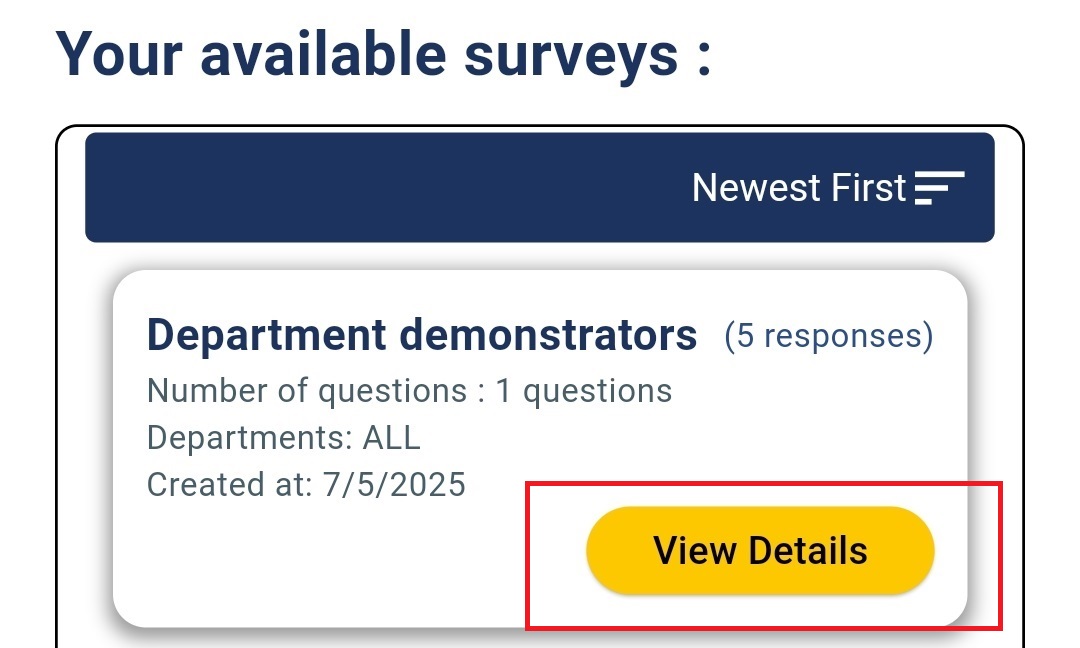 Your available surveys :
Newest First
Department demonstrators (5 responses)
Number of questions : 1 questions
Departments: ALL
Created at: 7/5/2025
View Details